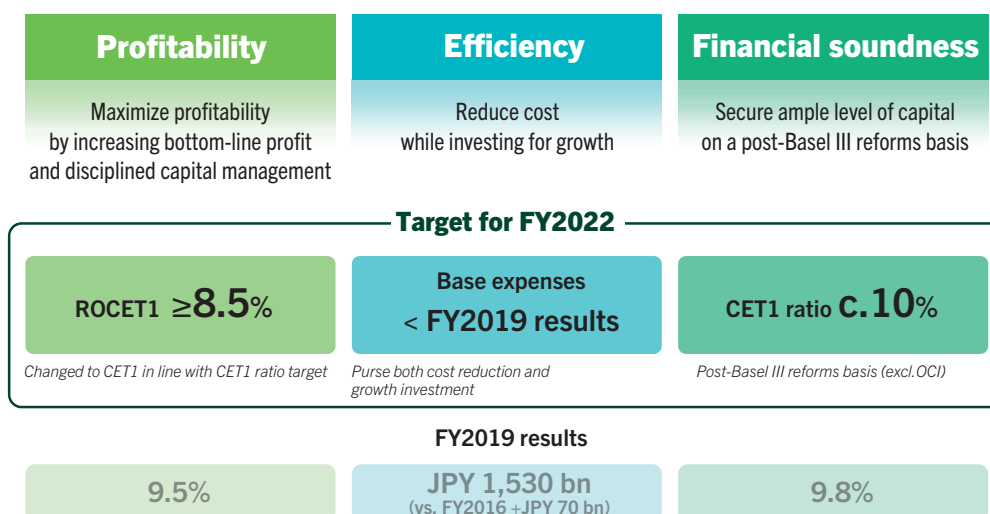 Profitability
Maximize profitability
by increasing bottom-line profit
and disciplined capital management
Efficiency
Reduce cost
while investing for growth
Financial soundness
Secure ample level of capital
on a post-Basel III reforms basis
Target for FY2022
ROCET1 ≥8.5%
Changed to CET1 in line with CET1 ratio target
Base expenses
< FY2019 results
Purse both cost reduction and
growth investment
CET1 ratio c.10%
Post-Basel III reforms basis (excl.OCI)
FY2019 results
9.5%
JPY 1,530 bn
(vs. FY2016 +JPY 70 bn)
9.8%